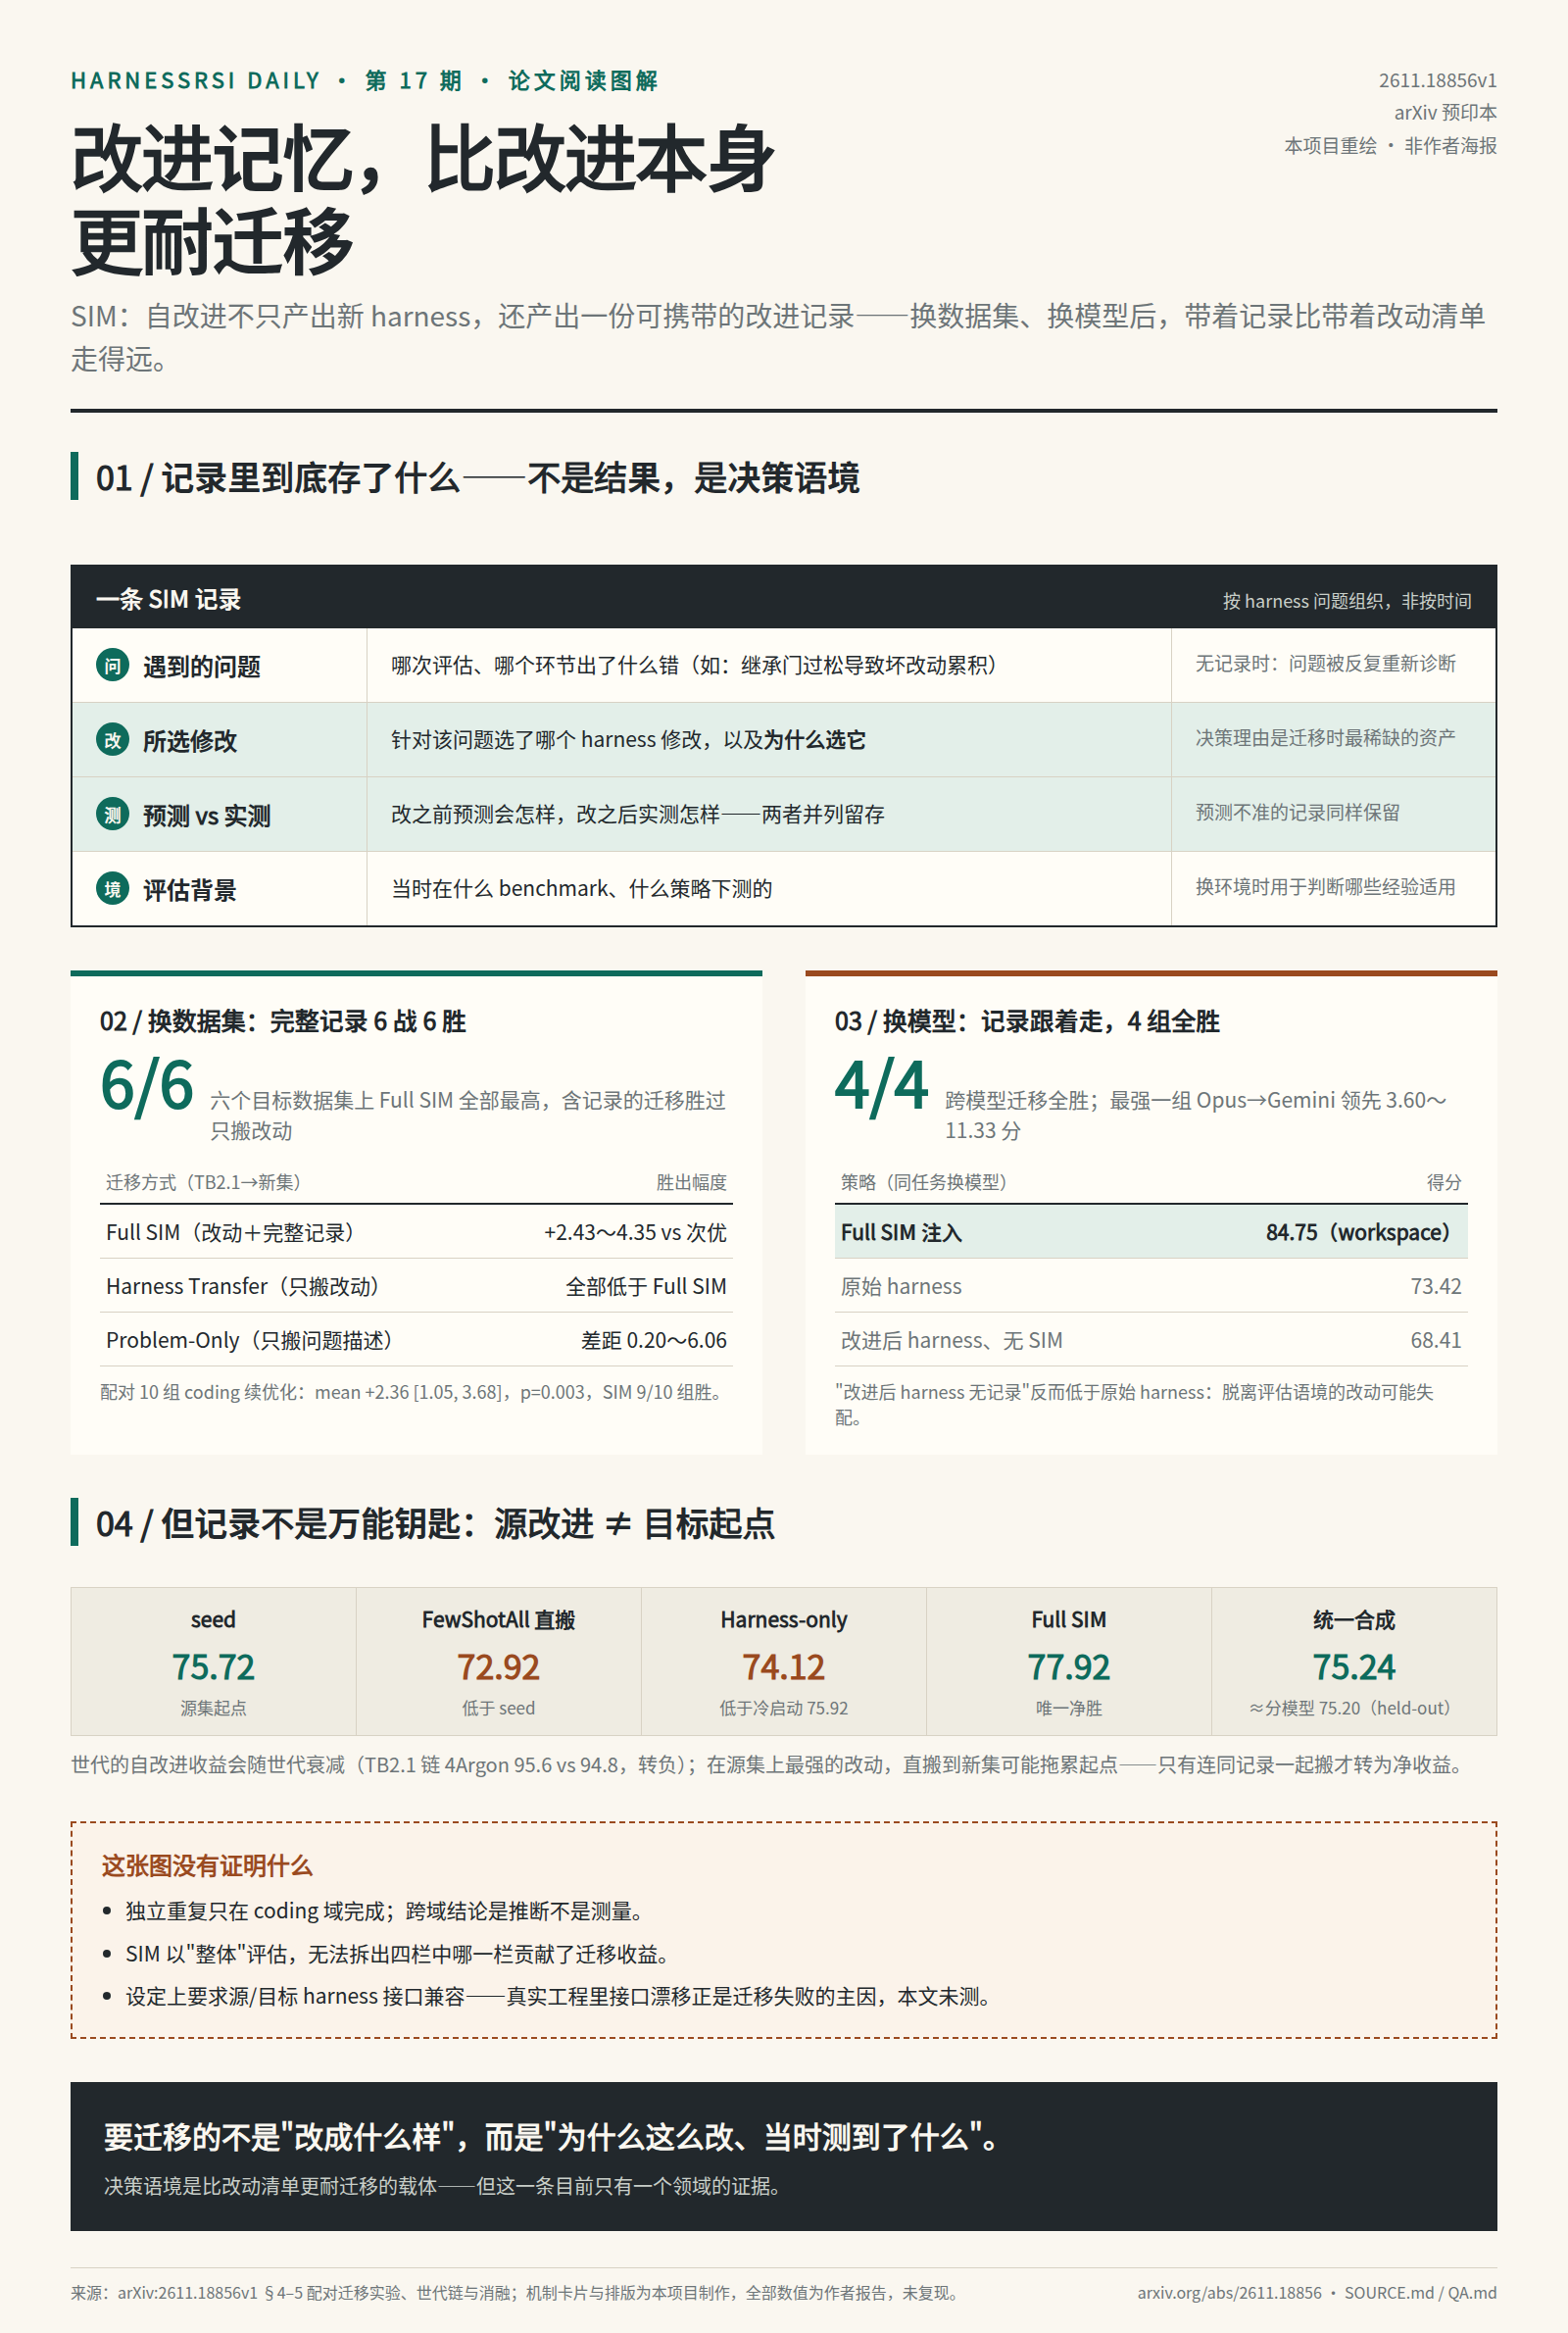 HARNESSRSI DAILY · 第 17 期 · 论文阅读图解
2611.18856v1
arXiv 预印本
本项目重绘 · 非作者海报
改进记忆，比改进本身
更耐迁移
SIM：自改进不只产出新 harness，还产出一份可携带的改进记录——换数据集、换模型后，带着记录比带着改动清单
走得远。
01 / 记录里到底存了什么——不是结果，是决策语境
一条 SIM 记录
按 harness 问题组织，非按时间
问 遇到的问题
哪次评估、哪个环节出了什么错（如：继承门过松导致坏改动累积）
无记录时：问题被反复重新诊断
改 所选修改
针对该问题选了哪个 harness 修改，以及为什么选它
决策理由是迁移时最稀缺的资产
测 预测 vs 实测
改之前预测会怎样，改之后实测怎样——两者并列留存
预测不准的记录同样保留
境 评估背景
当时在什么 benchmark、什么策略下测的
换环境时用于判断哪些经验适用
02 / 换数据集：完整记录 6 战 6 胜
6/6
六个目标数据集上 Full SIM 全部最高，含记录的迁移胜过
只搬改动
迁移方式（TB2.1→新集）
胜出幅度
Full SIM（改动＋完整记录）
+2.43～4.35 vs 次优
Harness Transfer（只搬改动）
全部低于 Full SIM
Problem-Only（只搬问题描述）
差距 0.20～6.06
配对 10 组 coding 续优化：mean +2.36 [1.05, 3.68]，p=0.003，SIM 9/10 组胜。
03 / 换模型：记录跟着走，4 组全胜
4/4
跨模型迁移全胜；最强一组 Opus→Gemini 领先 3.60～
11.33 分
策略（同任务换模型）
得分
Full SIM 注入
84.75（workspace）
原始 harness
73.42
改进后 harness、无 SIM
68.41
"改进后 harness 无记录"反而低于原始 harness：脱离评估语境的改动可能失
配。
04 / 但记录不是万能钥匙：源改进 ≠ 目标起点
seed
75.72
源集起点
FewShotAll 直搬
72.92
低于 seed
Harness-only
74.12
低于冷启动 75.92
Full SIM
77.92
唯一净胜
统一合成
75.24
≈分模型 75.20（held-out）
世代的自改进收益会随世代衰减（TB2.1 链 4Argon 95.6 vs 94.8，转负）；在源集上最强的改动，直搬到新集可能拖累起点——只有连同记录一起搬才转为净收益。
这张图没有证明什么
• 独立重复只在 coding 域完成；跨域结论是推断不是测量。
• SIM 以"整体"评估，无法拆出四栏中哪一栏贡献了迁移收益。
• 设定上要求源/目标 harness 接口兼容——真实工程里接口漂移正是迁移失败的主因，本文未测。
要迁移的不是"改成什么样"，而是"为什么这么改、当时测到了什么"。
决策语境是比改动清单更耐迁移的载体——但这一条目前只有一个领域的证据。
来源：arXiv:2611.18856v1 §4–5 配对迁移实验、世代链与消融；机制卡片与排版为本项目制作，全部数值为作者报告，未复现。
arxiv.org/abs/2611.18856 · SOURCE.md / QA.md